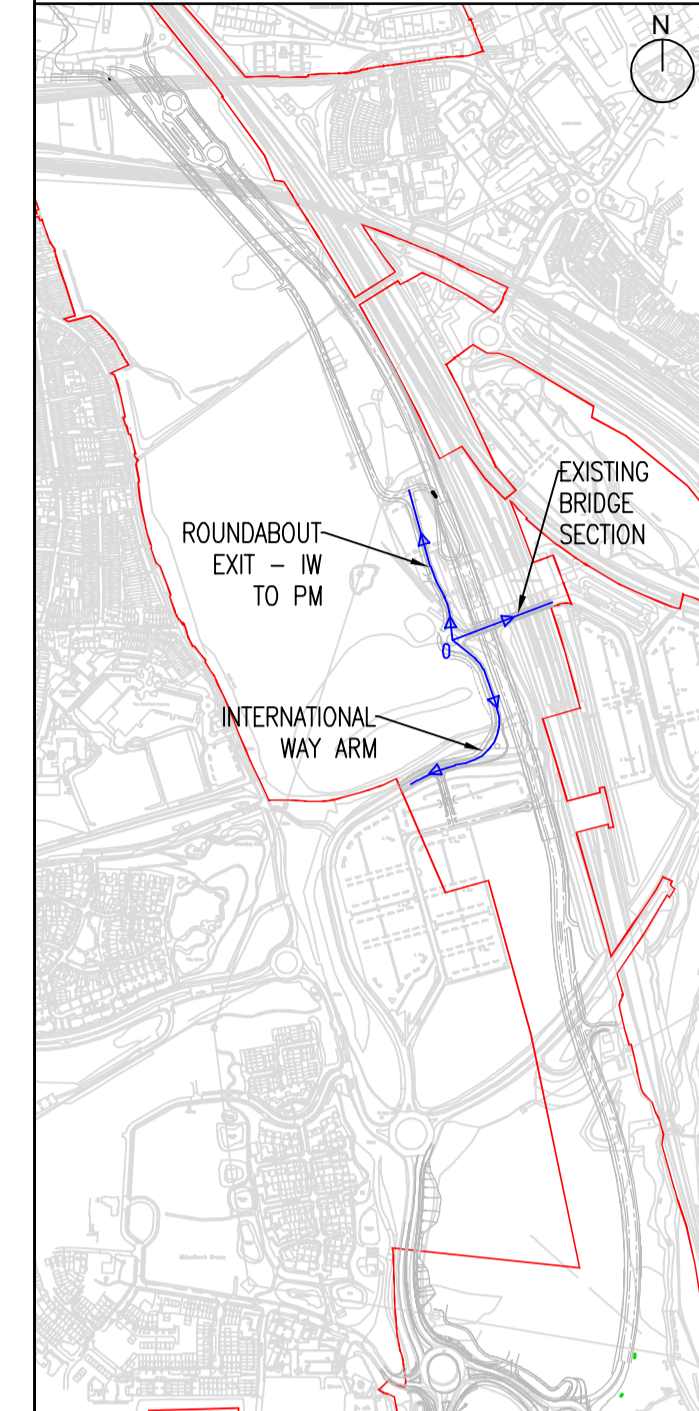 N
EXISTING
BRIDGE
SECTION
ROUNDABOUT
EXIT – IW
TO PM
0
INTERNATIONAL
WAY ARM